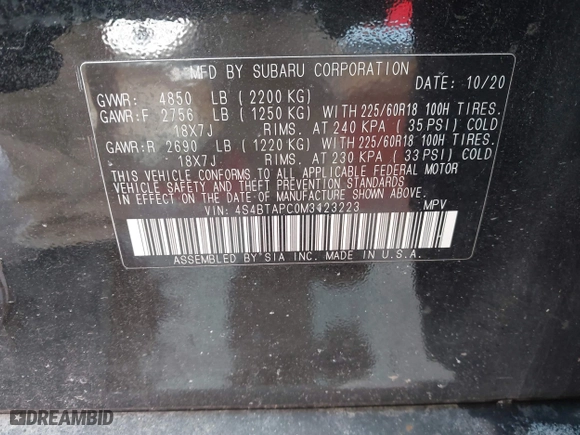 MFD BY SUBARU CORPORATION
DATE: 10/20
GVWR: 4850 LB (2200 KG)
GAWR:F 2756 LB (1250 KG) WITH 225/60R18 100H TIRES.
18X7J RIMS. AT 240 KPA (35 PSI) COLD
GAWR:R 2690 LB (1220 KG) WITH 225/60R18 100H TIRES.
18X7J RIMS. AT 230 KPA (33 PSI) COLD
THIS VEHICLE CONFORMS TO ALL APPLICABLE FEDERAL MOTOR
VEHICLE SAFETY AND THEFT PREVENTION STANDARDS
IN EFFECT ON THE DATE OF MANUFACTURE SHOWN ABOVE.
VIN: 4S4BTAPC0M3123223 MPV
ASSEMBLED BY SIA INC. MADE IN U.S.A.
DREAMBID